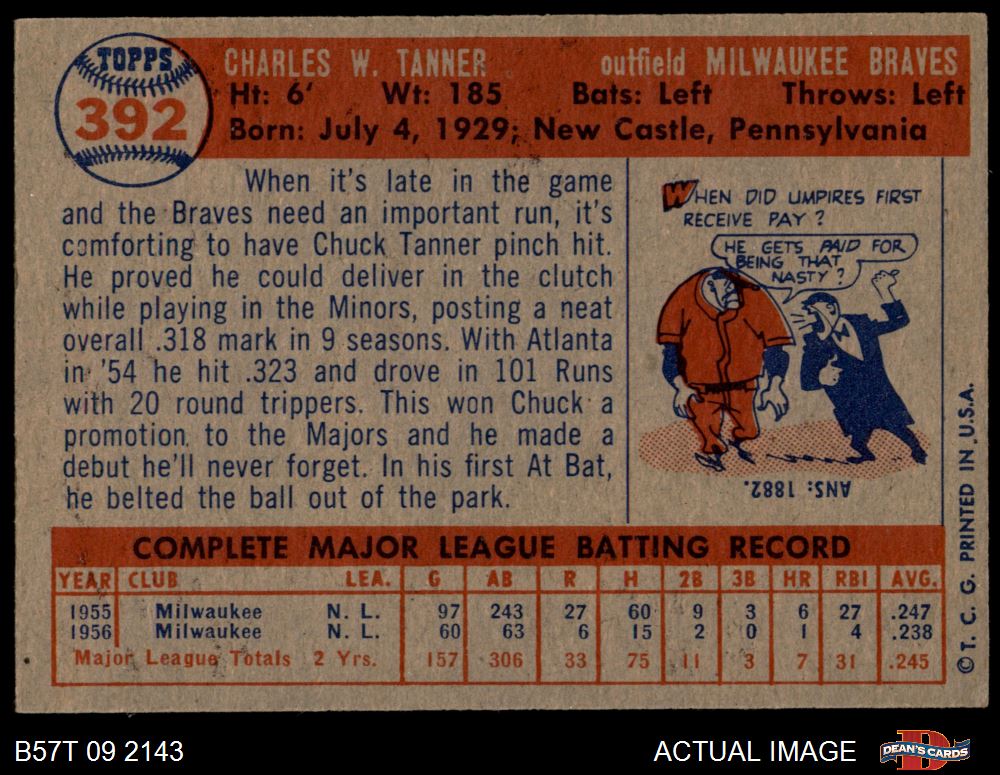 TOPPS
392
CHARLES W. TANNER outfield MILWAUKEE BRAVES
Ht: 6' Wt: 185 Bats: Left Throws: Left
Born: July 4, 1929; New Castle, Pennsylvania
When it's late in the game
and the Braves need an important run, it's
comforting to have Chuck Tanner pinch hit.
He proved he could deliver in the clutch
while playing in the Minors, posting a neat
overall .318 mark in 9 seasons. With Atlanta
in '54 he hit .323 and drove in 101 Runs
with 20 round trippers. This won Chuck a
promotion to the Majors and he made a
debut he'll never forget. In his first At Bat,
he belted the ball out of the park.
WHEN DID UMPIRES FIRST
RECEIVE PAY?
HE GETS PAID FOR
BEING THAT
NASTY?
ANS: 1882.
COMPLETE MAJOR LEAGUE BATTING RECORD
YEAR CLUB LEA. G AB R H 2B 3B HR RBI AVG.
1955 Milwaukee N. L. 97 243 27 60 9 3 6 27 .247
1956 Milwaukee N. L. 60 63 6 15 2 0 1 4 .238
Major League Totals 2 Yrs. 157 306 33 75 11 3 7 31 .245
© T. C. G. PRINTED IN U.S.A.
B57T 09 2143 ACTUAL IMAGE
DEAN'S CARDS